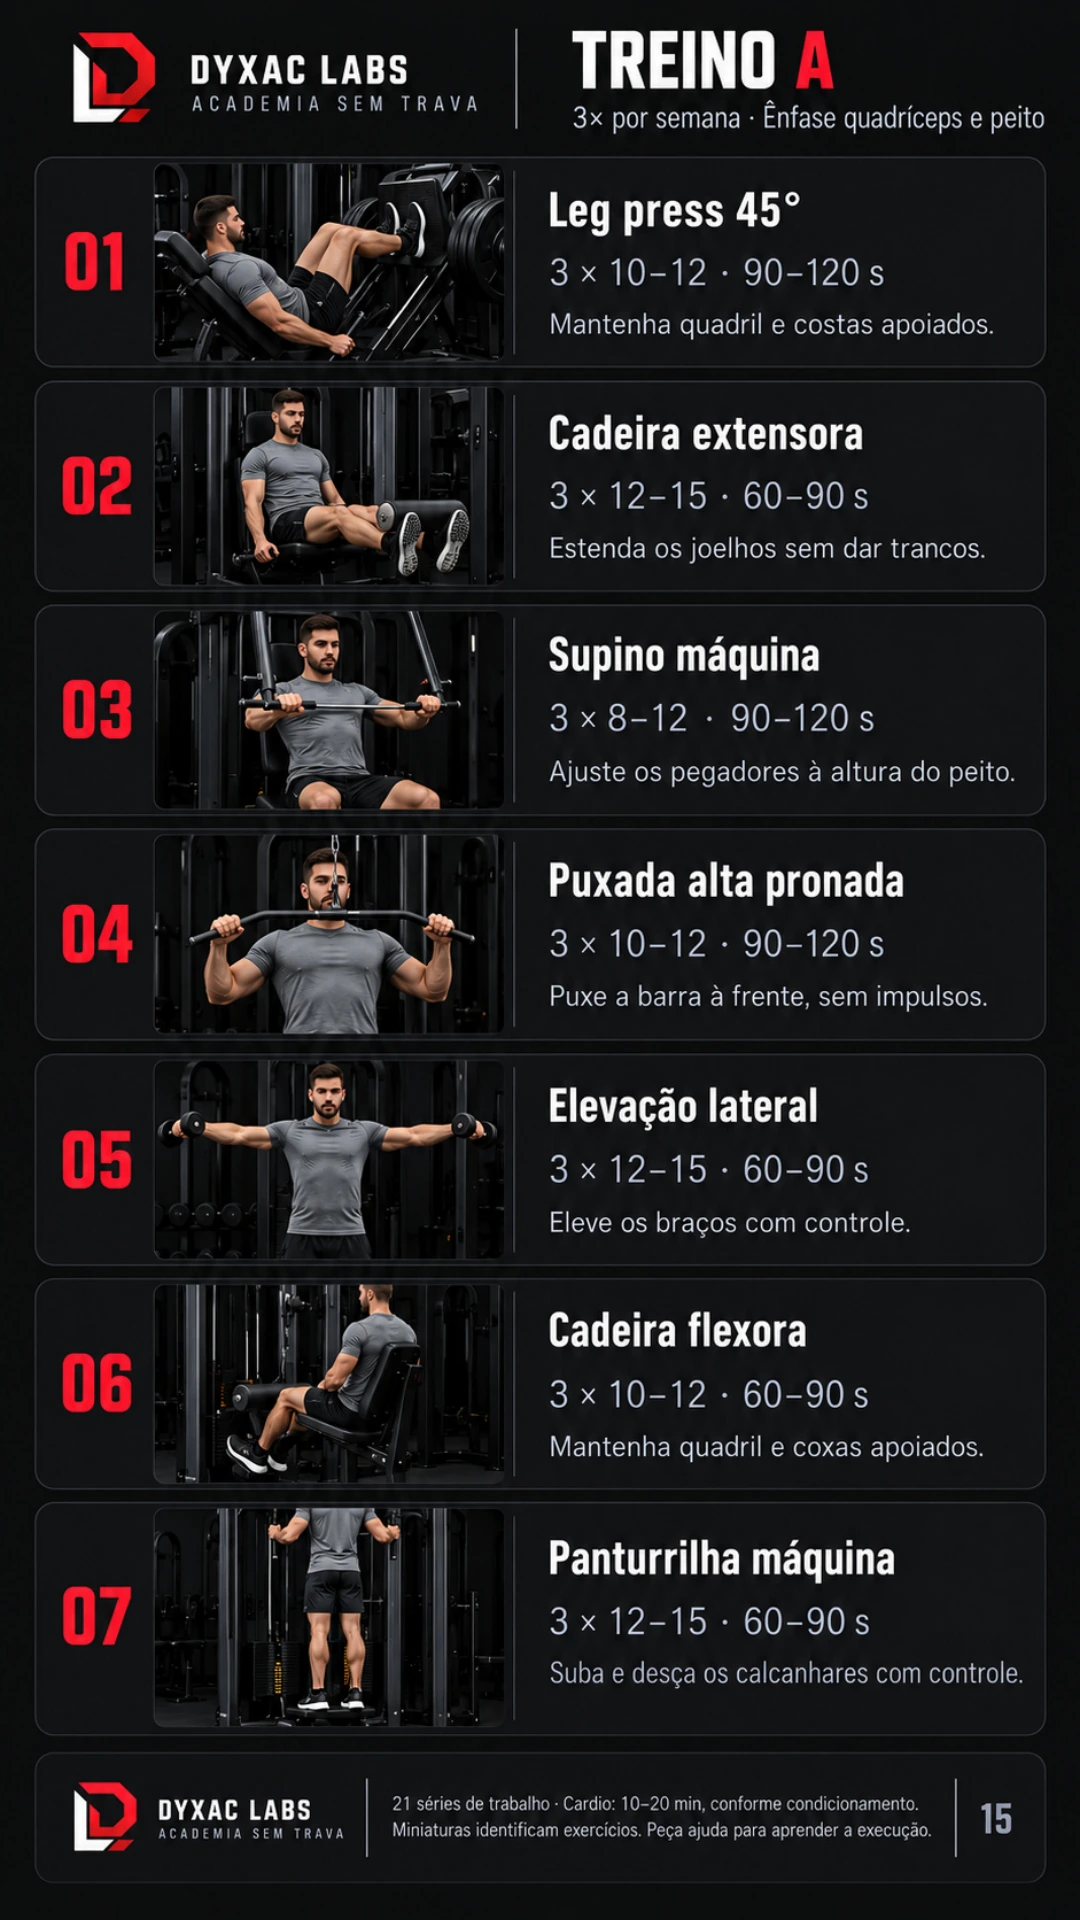 DYXAC LABS
ACADEMIA SEM TRAVA
TREINO A
3× por semana · Ênfase quadríceps e peito
01
Leg press 45°
3 × 10–12 · 90–120 s
Mantenha quadril e costas apoiados.
02
Cadeira extensora
3 × 12–15 · 60–90 s
Estenda os joelhos sem dar trancos.
03
Supino máquina
3 × 8–12 · 90–120 s
Ajuste os pegadores à altura do peito.
04
Puxada alta pronada
3 × 10–12 · 90–120 s
Puxe a barra à frente, sem impulsos.
05
Elevação lateral
3 × 12–15 · 60–90 s
Eleve os braços com controle.
06
Cadeira flexora
3 × 10–12 · 60–90 s
Mantenha quadril e coxas apoiados.
07
Panturrilha máquina
3 × 12–15 · 60–90 s
Suba e desça os calcanhares com controle.
DYXAC LABS
ACADEMIA SEM TRAVA
21 séries de trabalho · Cardio: 10–20 min, conforme condicionamento.
Miniaturas identificam exercícios. Peça ajuda para aprender a execução.
15